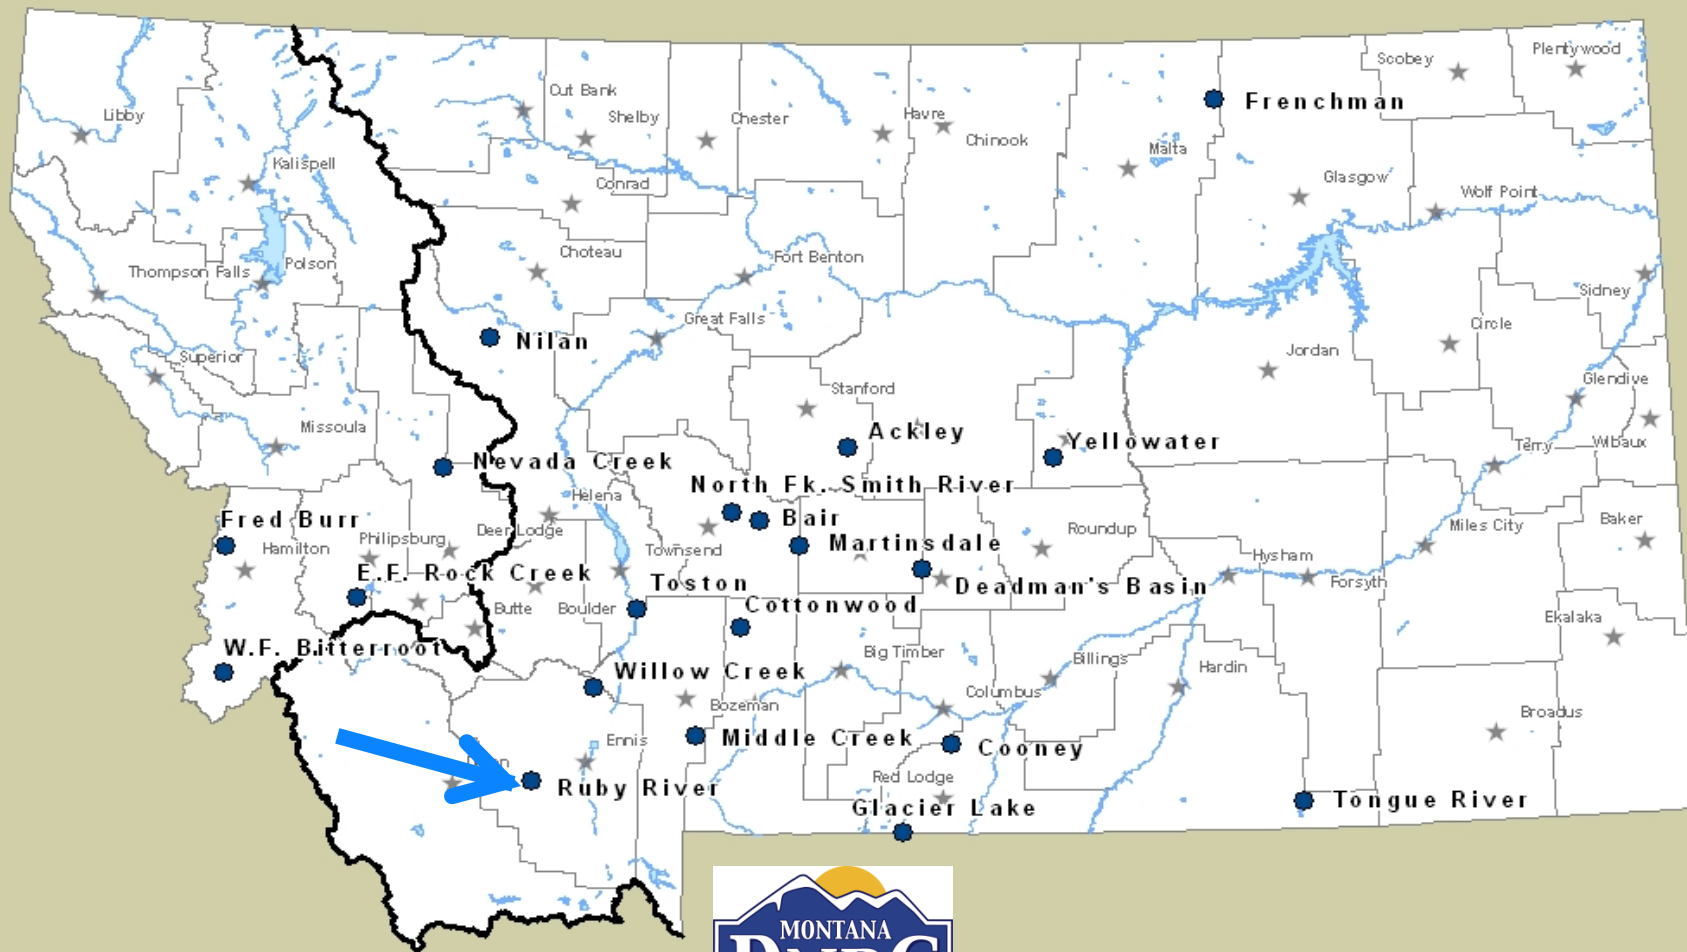 Plentywood
Scobey
Cut Bank
Frenchman
Libby
Shelby
Chester
Havre
Chinook
Malta
Kalispell
Conrad
Glasgow
Wolf Point
Choteau
Fort Benton
Polson
Thompson Falls
Sidney
Great Falls
Circle
Nilan
Jordan
Superior
Glendive
Stanford
Missoula
Ackley
Yellowater
Terry
Wibaux
Nevada Creek
North Fk. Smith River
Helena
Fred Burr
Bair
Deer Lodge
Roundup
Miles City
Baker
Philipsburg
Hamilton
Townsend
Martinsdale
Hysham
E.F. Rock Creek
Toston
Deadman's Basin
Forsyth
Butte
Boulder
Cottonwood
Ekalaka
W.F. Bitterroot
Big Timber
Billings
Hardin
Willow Creek
Columbus
Bozeman
Broadus
Ennis
Middle Creek
Cooney
Red Lodge
Ruby River
Glacier Lake
Tongue River
MONTANA
DNRC